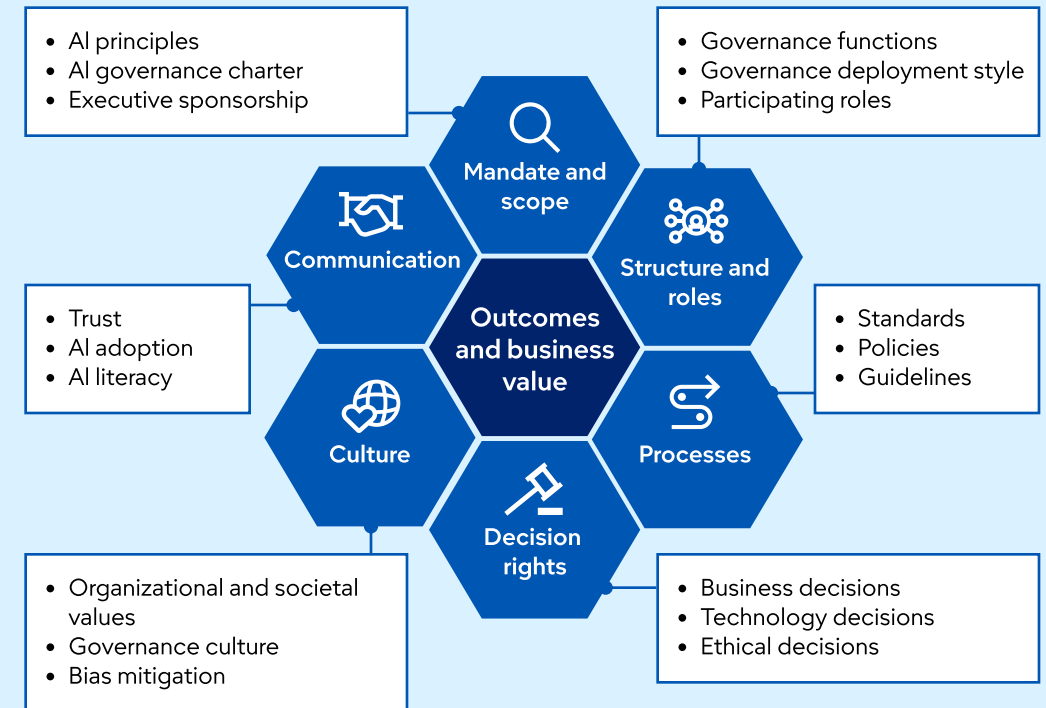 • AI principles
• AI governance charter
• Executive sponsorship
• Governance functions
• Governance deployment style
• Participating roles
Mandate and
scope
Communication
Structure and
roles
• Trust
• AI adoption
• AI literacy
Outcomes
and business
value
• Standards
• Policies
• Guidelines
Culture
Processes
Decision
rights
• Organizational and societal
values
• Governance culture
• Bias mitigation
• Business decisions
• Technology decisions
• Ethical decisions